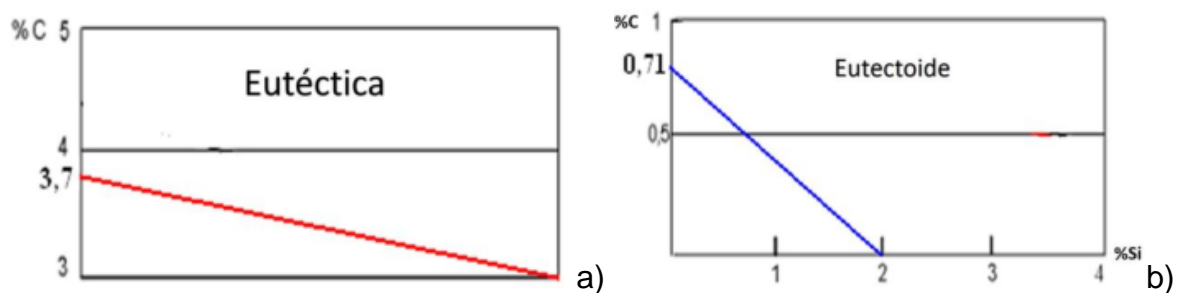 %C 5
Eutéctica
4
3,7
3
a)
%C 1
0,71
Eutectoide
0,5
1 2 3 4 %Si
b)